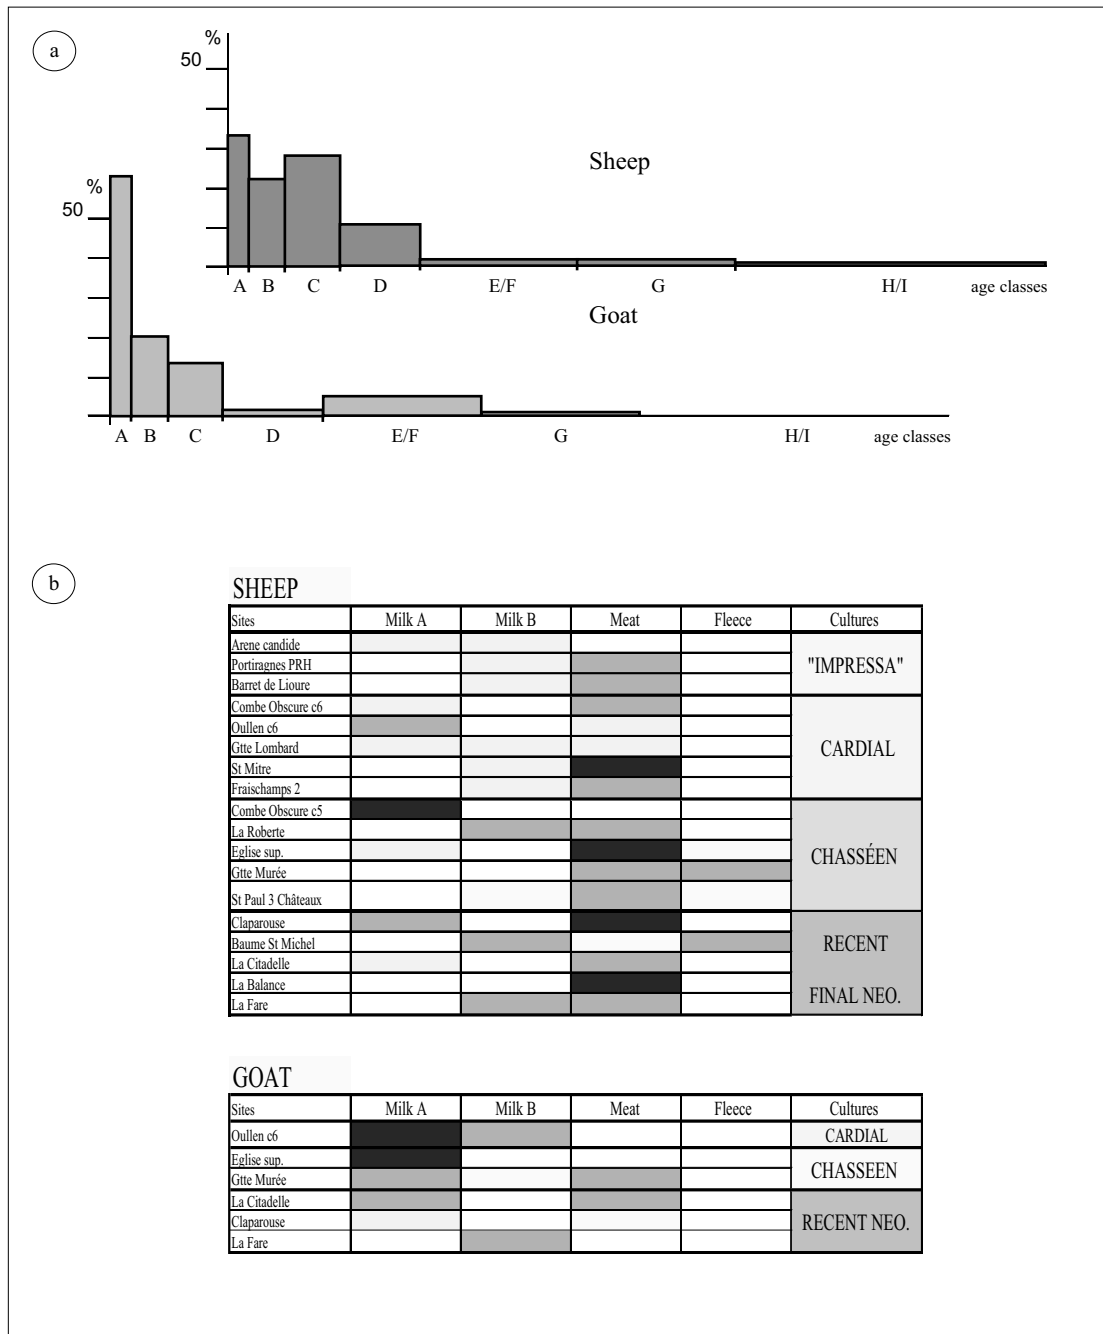 a
%
50
Sheep
A B C D E/F G H/I age classes
%
50
Goat
A B C D E/F G H/I age classes
b
SHEEP
Sites Milk A Milk B Meat Fleece Cultures
Arene candide
Portiragnes PRH "IMPRESSA"
Barret de Lioure
Combe Obscure c6
Oullen c6
Gtte Lombard CARDIAL
St Mitre
Fraischamps 2
Combe Obscure c5
La Roberte
Eglise sup. CHASSÉEN
Gtte Murée
St Paul 3 Châteaux
Claparouse
Baume St Michel RECENT
La Citadelle
La Balance FINAL NEO.
La Fare
GOAT
Sites Milk A Milk B Meat Fleece Cultures
Oullen c6 CARDIAL
Eglise sup. CHASSEEN
Gtte Murée
La Citadelle
Claparouse RECENT NEO.
La Fare